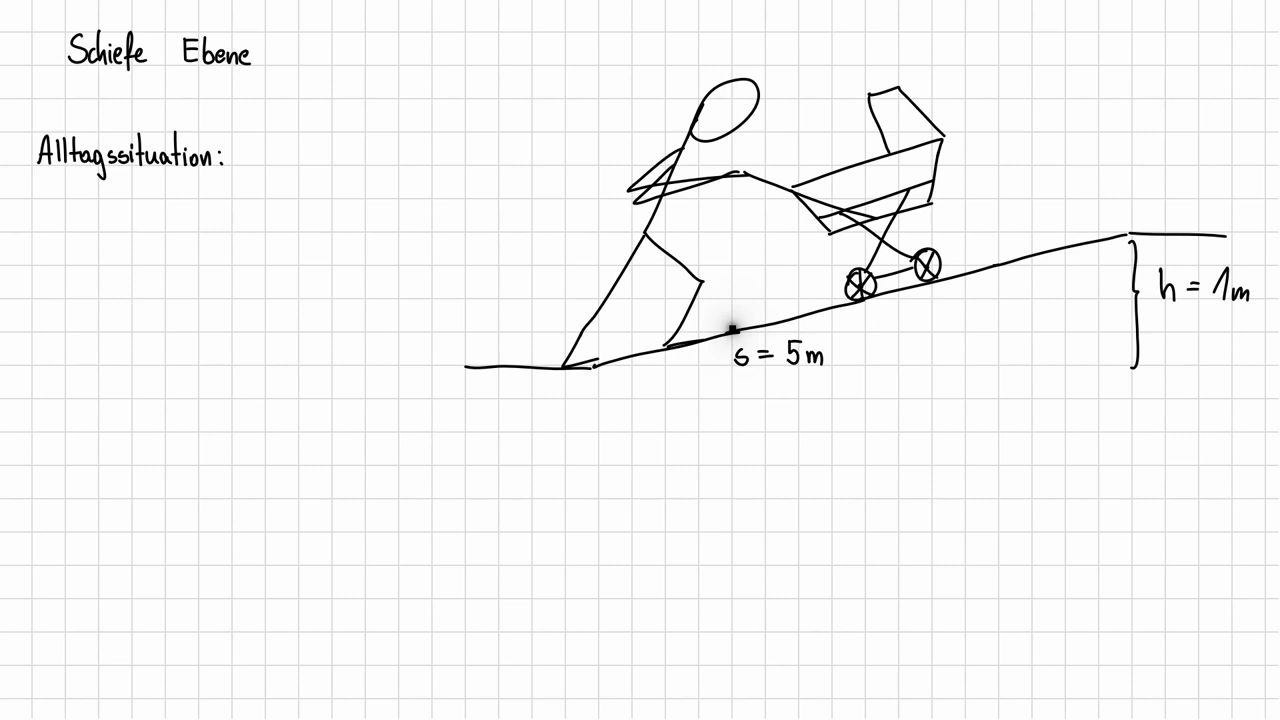 Schiefe Ebene
Alltagssituation:
h = 1m
s = 5m